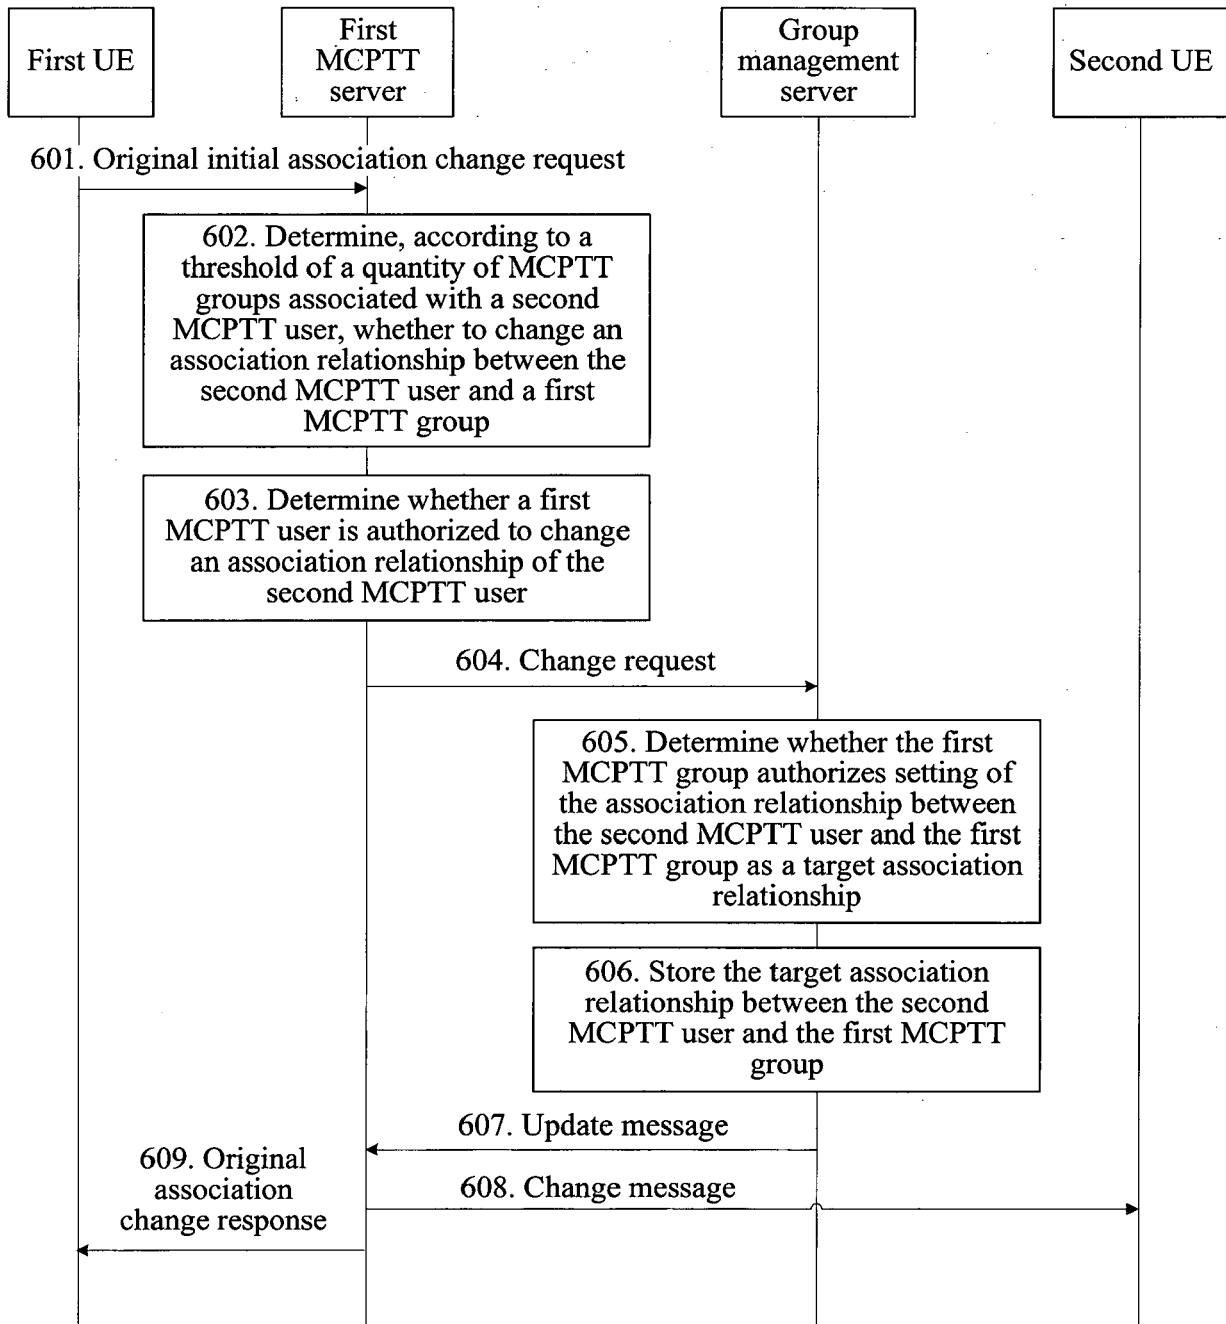 First UE
First
MCPTT
server
Group
management
server
Second UE
601. Original initial association change request
602. Determine, according to a
threshold of a quantity of MCPTT
groups associated with a second
MCPTT user, whether to change an
association relationship between the
second MCPTT user and a first
MCPTT group
603. Determine whether a first
MCPTT user is authorized to change
an association relationship of the
second MCPTT user
604. Change request
605. Determine whether the first
MCPTT group authorizes setting of
the association relationship between
the second MCPTT user and the first
MCPTT group as a target association
relationship
606. Store the target association
relationship between the second
MCPTT user and the first MCPTT
group
607. Update message
608. Change message
609. Original
association
change response